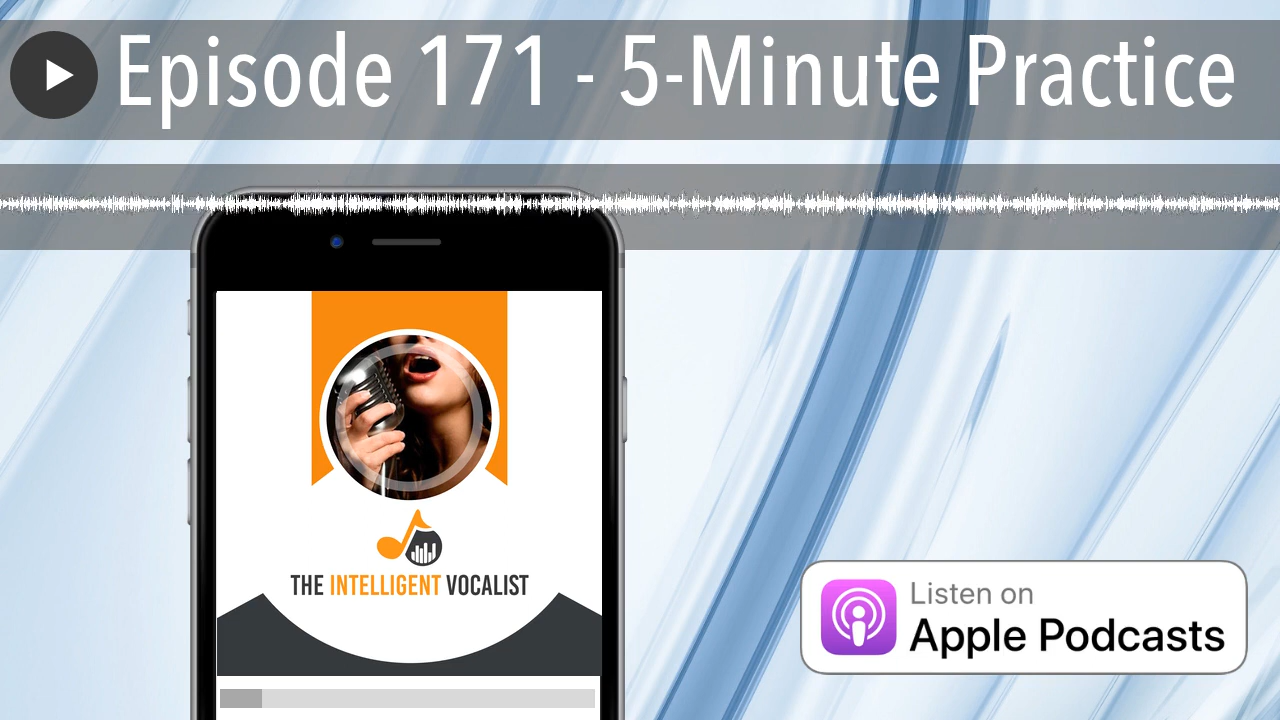 Episode 171 - 5-Minute Practice
THE INTELLIGENT VOCALIST
Listen on
Apple Podcasts